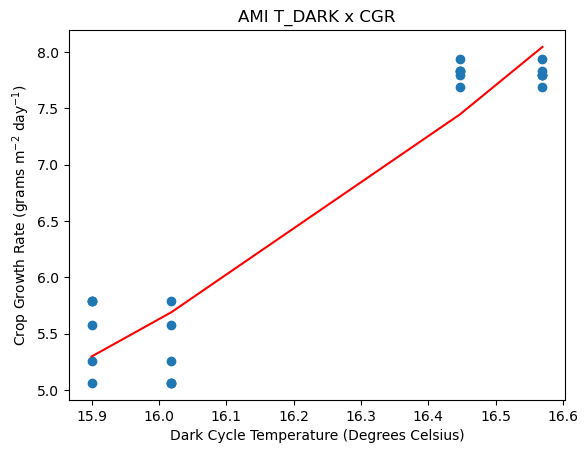 AMI T_DARK x CGR
Crop Growth Rate (grams m⁻² day⁻¹)
8.0
7.5
7.0
6.5
6.0
5.5
5.0
15.9 16.0 16.1 16.2 16.3 16.4 16.5 16.6
Dark Cycle Temperature (Degrees Celsius)